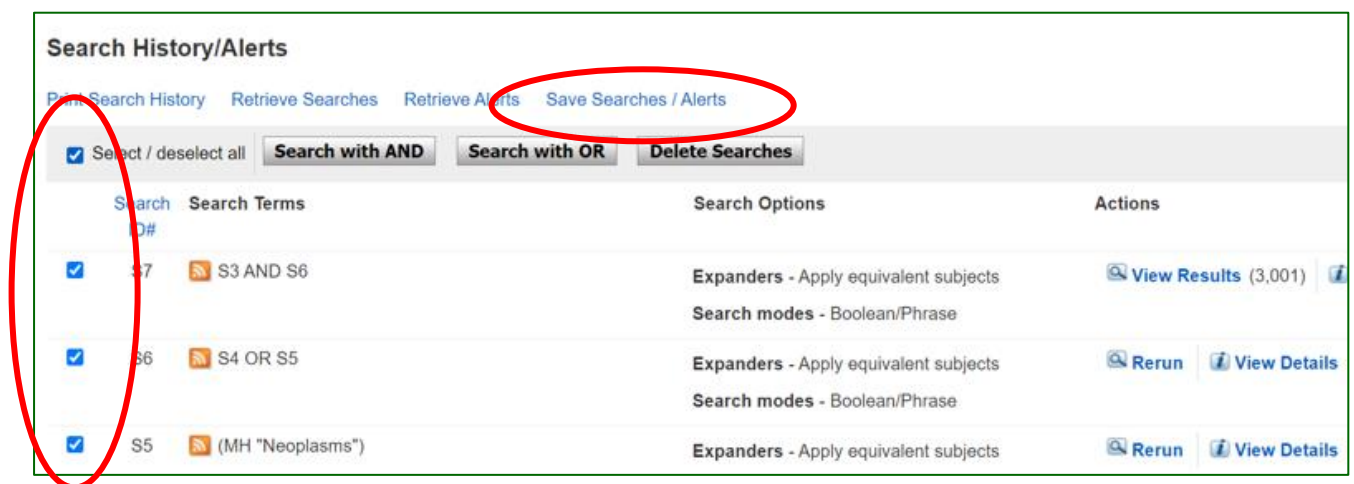 Search History/Alerts
Print Search History Retrieve Searches Retrieve Alerts Save Searches / Alerts
Select / deselect all Search with AND Search with OR Delete Searches
Search ID# Search Terms Search Options Actions
S7 S3 AND S6 Expanders - Apply equivalent subjects View Results (3,001)
Search modes - Boolean/Phrase
S6 S4 OR S5 Expanders - Apply equivalent subjects Rerun View Details
Search modes - Boolean/Phrase
S5 (MH "Neoplasms") Expanders - Apply equivalent subjects Rerun View Details